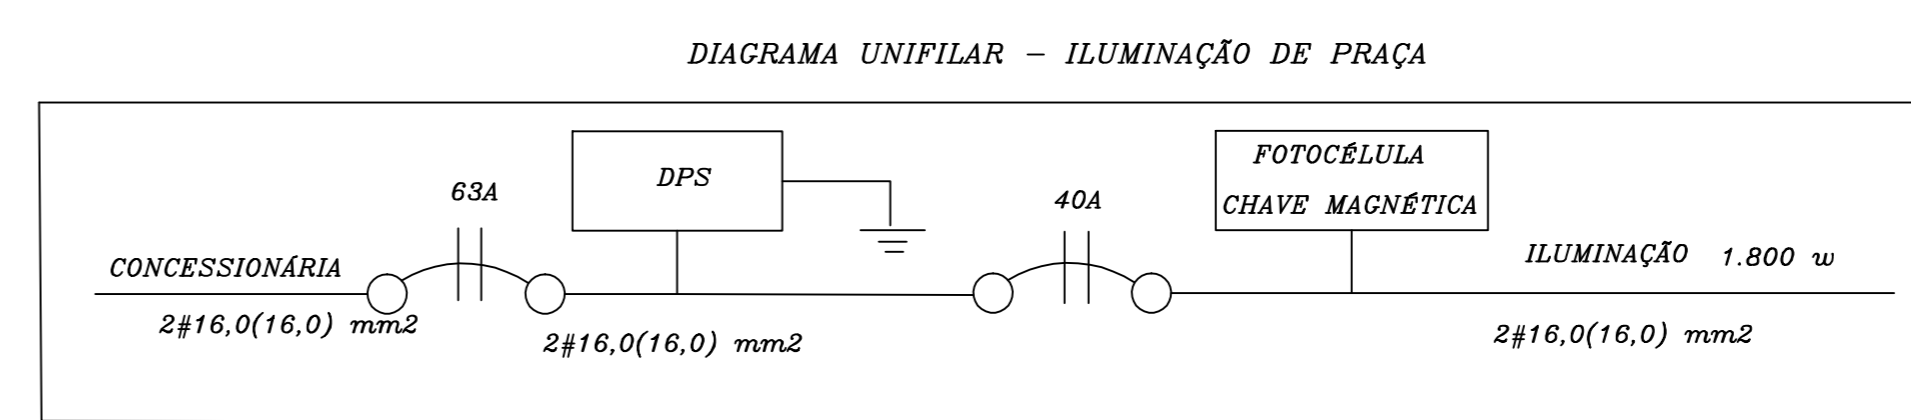 DIAGRAMA UNIFILAR – ILUMINAÇÃO DE PRAÇA
63A
DPS
40A
FOTOCÉLULA
CHAVE MAGNÉTICA
CONCESSIONÁRIA
ILUMINAÇÃO 1.800 w
2#16,0(16,0) mm2
2#16,0(16,0) mm2
2#16,0(16,0) mm2